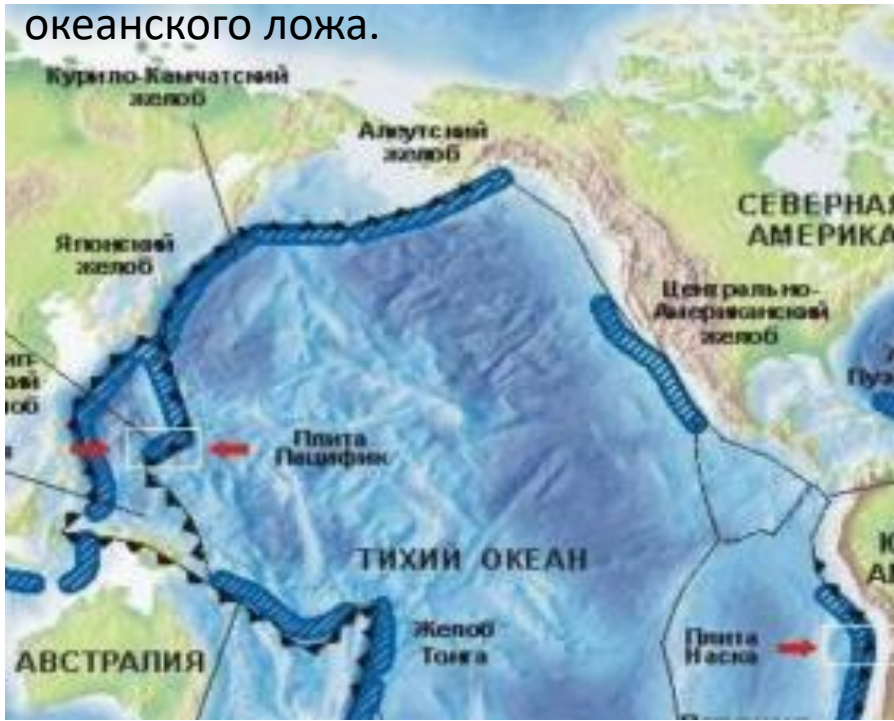 океанского ложа.
Курило-Камчатский
желоб
Алеутский
желоб
Японский
желоб
СЕВЕРНАЯ
АМЕРИКА
Центрально-
Американский
желоб
Плита
Пацифик
ТИХИЙ ОКЕАН
Желоб
Тонга
Плита
Наска
АВСТРАЛИЯ